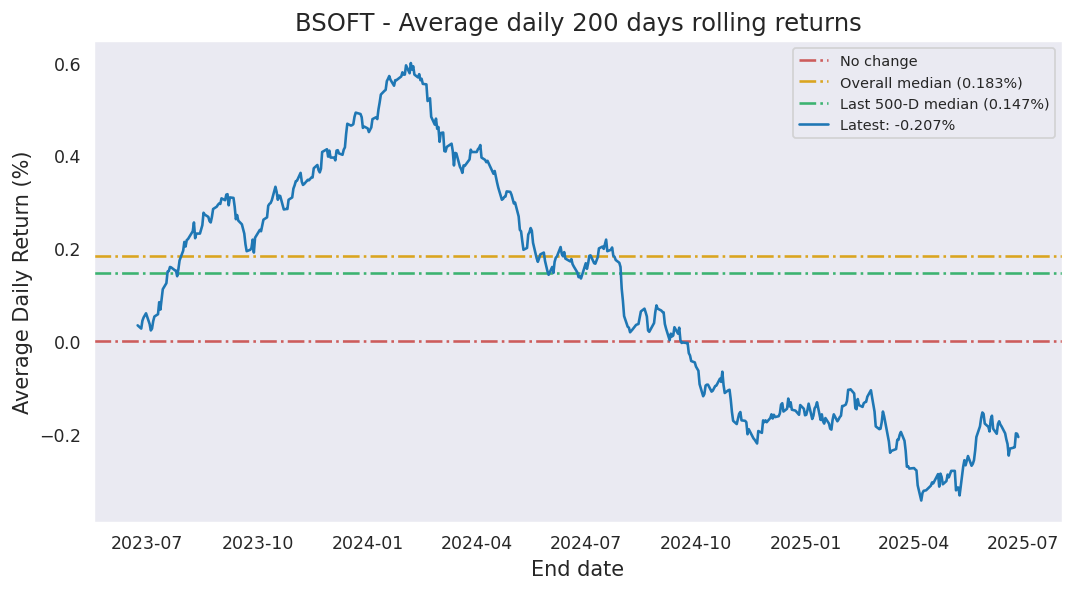 BSOFT - Average daily 200 days rolling returns
No change
Overall median (0.183%)
Last 500-D median (0.147%)
Latest: -0.207%
Average Daily Return (%)
0.6
0.4
0.2
0.0
−0.2
2023-07 2023-10 2024-01 2024-04 2024-07 2024-10 2025-01 2025-04 2025-07
End date